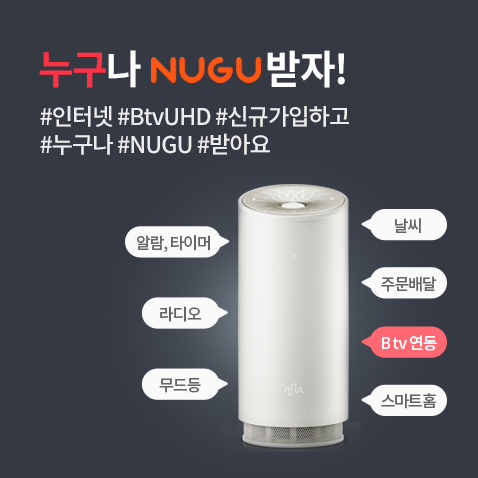 누구나 NUGU 받자!
#인터넷 #BtvUHD #신규가입하고
#누구나 #NUGU #받아요
날씨
알람, 타이머
주문배달
라디오
B tv 연동
무드등
스마트홈